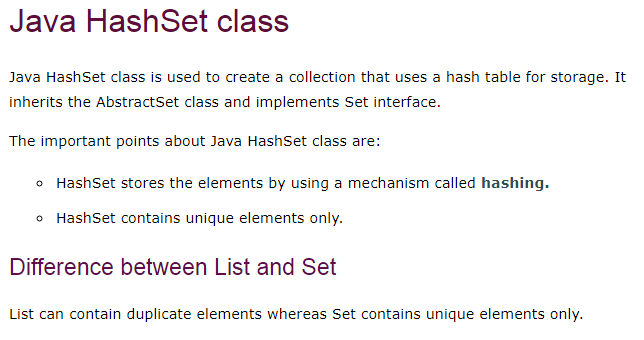 Java HashSet class
Java HashSet class is used to create a collection that uses a hash table for storage. It
inherits the AbstractSet class and implements Set interface.
The important points about Java HashSet class are:
HashSet stores the elements by using a mechanism called hashing.
HashSet contains unique elements only.
Difference between List and Set
List can contain duplicate elements whereas Set contains unique elements only.